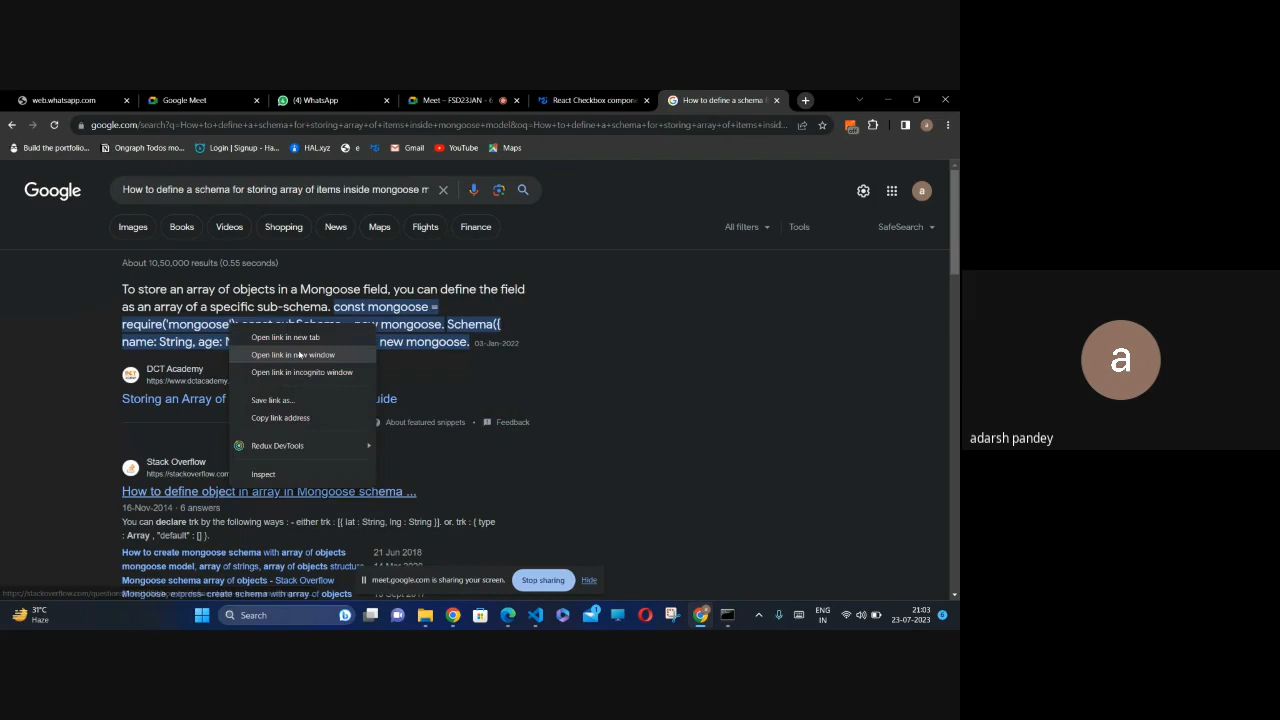 web.whatsapp.com
Google Meet
(4) WhatsApp
Meet – FSD23JAN - 6
React Checkbox compon
How to define a schema f
google.com/search?q=How+to+define+a+schema+for+storing+array+of+items+inside+mongoose+model&oq=How+to+define+a+schema+for+storing+array+of+items+insid...
Build the portfolio...
Ongraph Todos mo...
Login | Signup - Ha...
HAL.xyz
e
Gmail
YouTube
Maps
Google
How to define a schema for storing array of items inside mongoose m
a
Images
Books
Videos
Shopping
News
Maps
Flights
Finance
All filters
Tools
SafeSearch
About 10,50,000 results (0.55 seconds)
To store an array of objects in a Mongoose field, you can define the field
as an array of a specific sub-schema. const mongoose =
require('mongoose'); const subSchema = new mongoose. Schema({
name: String, age: N new mongoose. 03-Jan-2022
Open link in new tab
Open link in new window
Open link in incognito window
Save link as...
Copy link address
Redux DevTools
Inspect
DCT Academy
https://www.dctacademy.
Storing an Array of uide
About featured snippets
Feedback
Stack Overflow
https://stackoverflow.com
How to define object in array in Mongoose schema ...
16-Nov-2014 · 6 answers
You can declare trk by the following ways : - either trk : [{ lat : String, lng : String }]. or. trk : { type
: Array , "default" : [] }.
How to create mongoose schema with array of objects 21 Jun 2018
mongoose model, array of strings, array of objects structure
Mongoose schema array of objects - Stack Overflow
meet.google.com is sharing your screen.
Stop sharing
Hide
31°C
Haze
Search
ENG
IN
21:03
23-07-2023
a
adarsh pandey